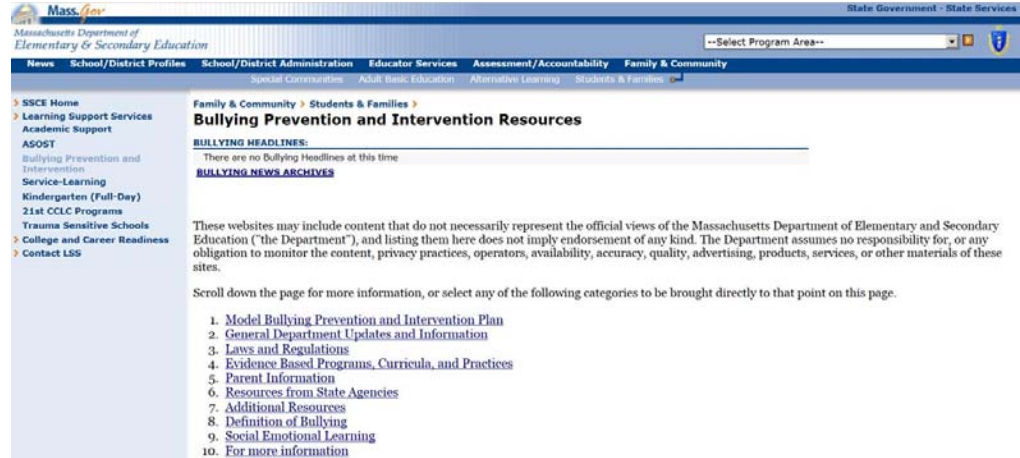 Mass.Gov
State Government - State Services
Massachusetts Department of
Elementary & Secondary Education
--Select Program Area--
News School/District Profiles School/District Administration Educator Services Assessment/Accountability Family & Community
Special Communities Adult Basic Education Alternative Learning Students & Families
SSCE Home
Learning Support Services
Academic Support
ASOST
Bullying Prevention and
Intervention
Service-Learning
Kindergarten (Full-Day)
21st CCLC Programs
Trauma Sensitive Schools
College and Career Readiness
Contact LSS
Family & Community > Students & Families >
Bullying Prevention and Intervention Resources
BULLYING HEADLINES:
There are no Bullying Headlines at this time
BULLYING NEWS ARCHIVES
These websites may include content that do not necessarily represent the official views of the Massachusetts Department of Elementary and Secondary
Education ("the Department"), and listing them here does not imply endorsement of any kind. The Department assumes no responsibility for, or any
obligation to monitor the content, privacy practices, operators, availability, accuracy, quality, advertising, products, services, or other materials of these
sites.
Scroll down the page for more information, or select any of the following categories to be brought directly to that point on this page.
1. Model Bullying Prevention and Intervention Plan
2. General Department Updates and Information
3. Laws and Regulations
4. Evidence Based Programs, Curricula, and Practices
5. Parent Information
6. Resources from State Agencies
7. Additional Resources
8. Definition of Bullying
9. Social Emotional Learning
10. For more information